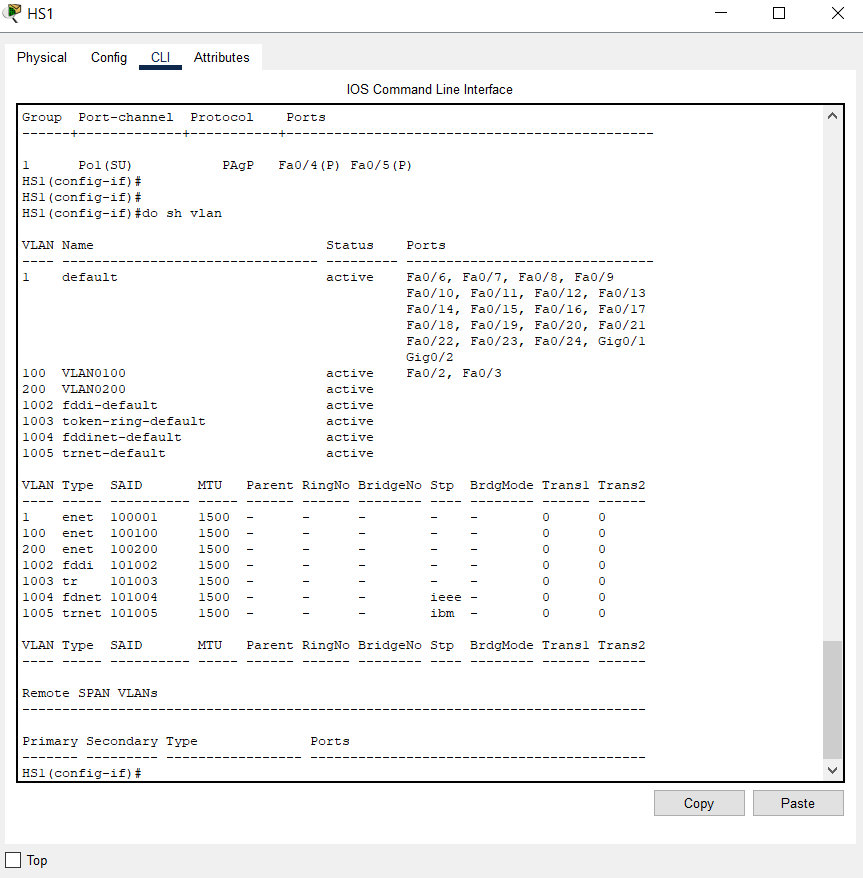 HS1
Physical Config CLI Attributes
IOS Command Line Interface
Group  Port-channel  Protocol    Ports
------+-------------+-----------+----------------------------------------------

1      Po1(SU)           PAgP   Fa0/4(P) Fa0/5(P)
HS1(config-if)#
HS1(config-if)#
HS1(config-if)#do sh vlan

VLAN Name                             Status    Ports
---- -------------------------------- --------- -------------------------------
1    default                          active    Fa0/6, Fa0/7, Fa0/8, Fa0/9
                                                Fa0/10, Fa0/11, Fa0/12, Fa0/13
                                                Fa0/14, Fa0/15, Fa0/16, Fa0/17
                                                Fa0/18, Fa0/19, Fa0/20, Fa0/21
                                                Fa0/22, Fa0/23, Fa0/24, Gig0/1
                                                Gig0/2
100  VLAN0100                         active    Fa0/2, Fa0/3
200  VLAN0200                         active
1002 fddi-default                     active
1003 token-ring-default               active
1004 fddinet-default                  active
1005 trnet-default                    active

VLAN Type  SAID       MTU   Parent RingNo BridgeNo Stp  BrdgMode Trans1 Trans2
---- ----- ---------- ----- ------ ------ -------- ---- -------- ------ ------
1    enet  100001     1500  -      -      -        -    -        0      0
100  enet  100100     1500  -      -      -        -    -        0      0
200  enet  100200     1500  -      -      -        -    -        0      0
1002 fddi  101002     1500  -      -      -        -    -        0      0
1003 tr    101003     1500  -      -      -        -    -        0      0
1004 fdnet 101004     1500  -      -      -        ieee -        0      0
1005 trnet 101005     1500  -      -      -        ibm  -        0      0

VLAN Type  SAID       MTU   Parent RingNo BridgeNo Stp  BrdgMode Trans1 Trans2
---- ----- ---------- ----- ------ ------ -------- ---- -------- ------ ------

Remote SPAN VLANs
------------------------------------------------------------------------------

Primary Secondary Type              Ports
------- --------- ----------------- ------------------------------------------
HS1(config-if)#
Copy Paste
Top